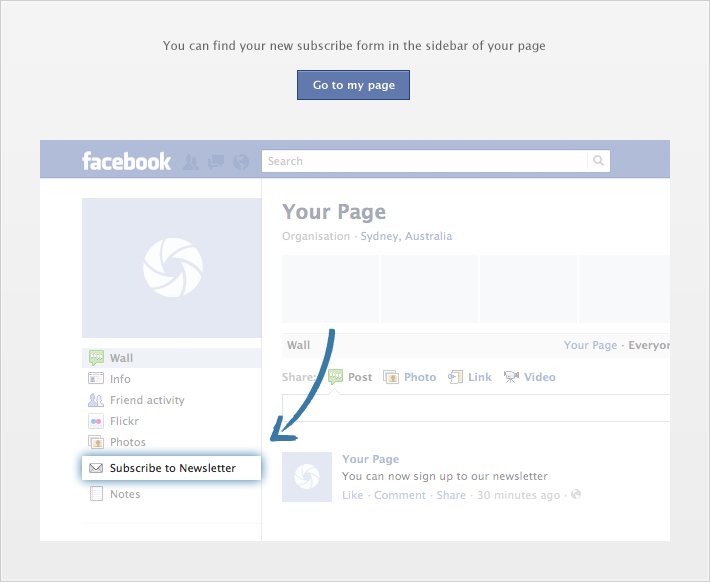 You can find your new subscribe form in the sidebar of your page
Go to my page
facebook
Search
Your Page
Organisation · Sydney, Australia
Wall
Info
Friend activity
Flickr
Photos
Subscribe to Newsletter
Notes
Wall
Your Page · Everyor
Share:
Post
Photo
Link
Video
Your Page
You can now sign up to our newsletter
Like · Comment · Share · 30 minutes ago ·